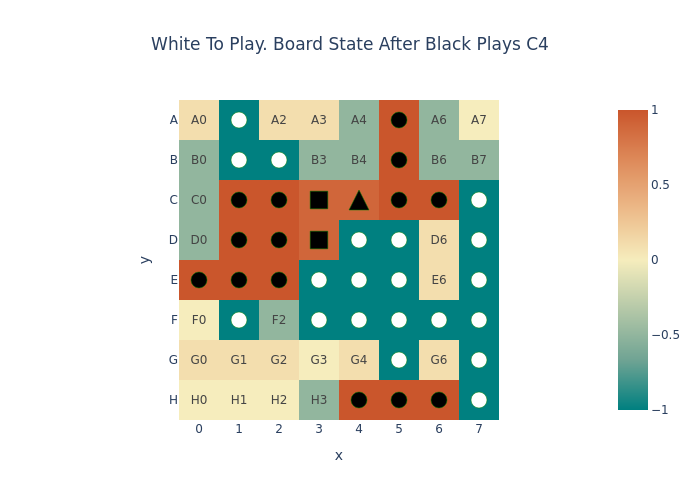 White To Play. Board State After Black Plays C4
A A0 A2 A3 A4 A6 A7 1
B B0 B3 B4 B6 B7
0.5
C C0
D D0 D6
y 0
E E6
F F0 F2
−0.5
G G0 G1 G2 G3 G4 G6
H H0 H1 H2 H3 −1
0 1 2 3 4 5 6 7
x